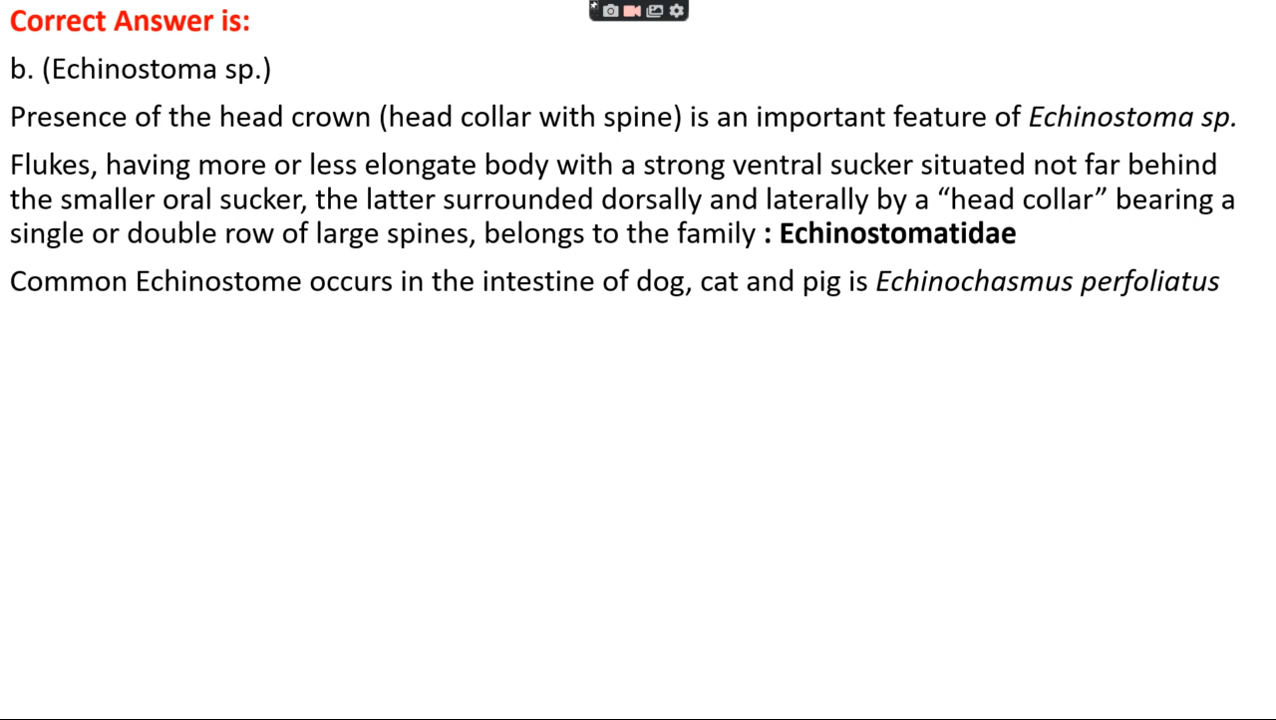 Correct Answer is:
b. (Echinostoma sp.)
Presence of the head crown (head collar with spine) is an important feature of Echinostoma sp.
Flukes, having more or less elongate body with a strong ventral sucker situated not far behind
the smaller oral sucker, the latter surrounded dorsally and laterally by a “head collar” bearing a
single or double row of large spines, belongs to the family : Echinostomatidae
Common Echinostome occurs in the intestine of dog, cat and pig is Echinochasmus perfoliatus